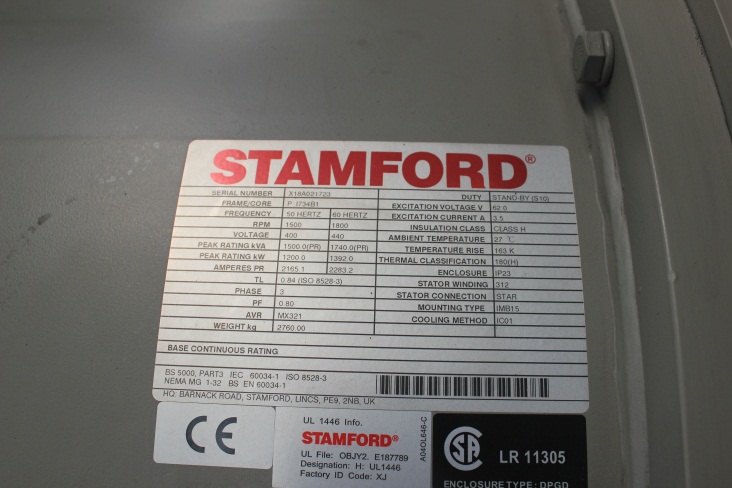 STAMFORD®
SERIAL NUMBER X18A021723
FRAME/CORE P I734B1
FREQUENCY 50 HERTZ 60 HERTZ
RPM 1500 1800
VOLTAGE 400 440
PEAK RATING kVA 1500.0(PR) 1740.0(PR)
PEAK RATING kW 1200.0 1392.0
AMPERES PR 2165.1 2283.2
TL 0.84 (ISO 8528-3)
PHASE 3
PF 0.80
AVR MX321
WEIGHT kg 2760.00
DUTY STAND-BY (S10)
EXCITATION VOLTAGE V 62.0
EXCITATION CURRENT A 3.5
INSULATION CLASS CLASS H
AMBIENT TEMPERATURE 27 ℃
TEMPERATURE RISE 163 K
THERMAL CLASSIFICATION 180(H)
ENCLOSURE IP23
STATOR WINDING 312
STATOR CONNECTION STAR
MOUNTING TYPE IMB15
COOLING METHOD IC01
BASE CONTINUOUS RATING
BS 5000, PART3 IEC 60034-1 ISO 8528-3
NEMA MG 1-32 BS EN 60034-1
HQ: BARNACK ROAD, STAMFORD, LINCS, PE9, 2NB, UK
CE
UL 1446 Info.
STAMFORD®
UL File: OBJY2. E187789
Designation: H: UL1446
Factory ID Code: XJ
A04OL646-C
SA
LR 11305
ENCLOSURE TYPE: DPGD